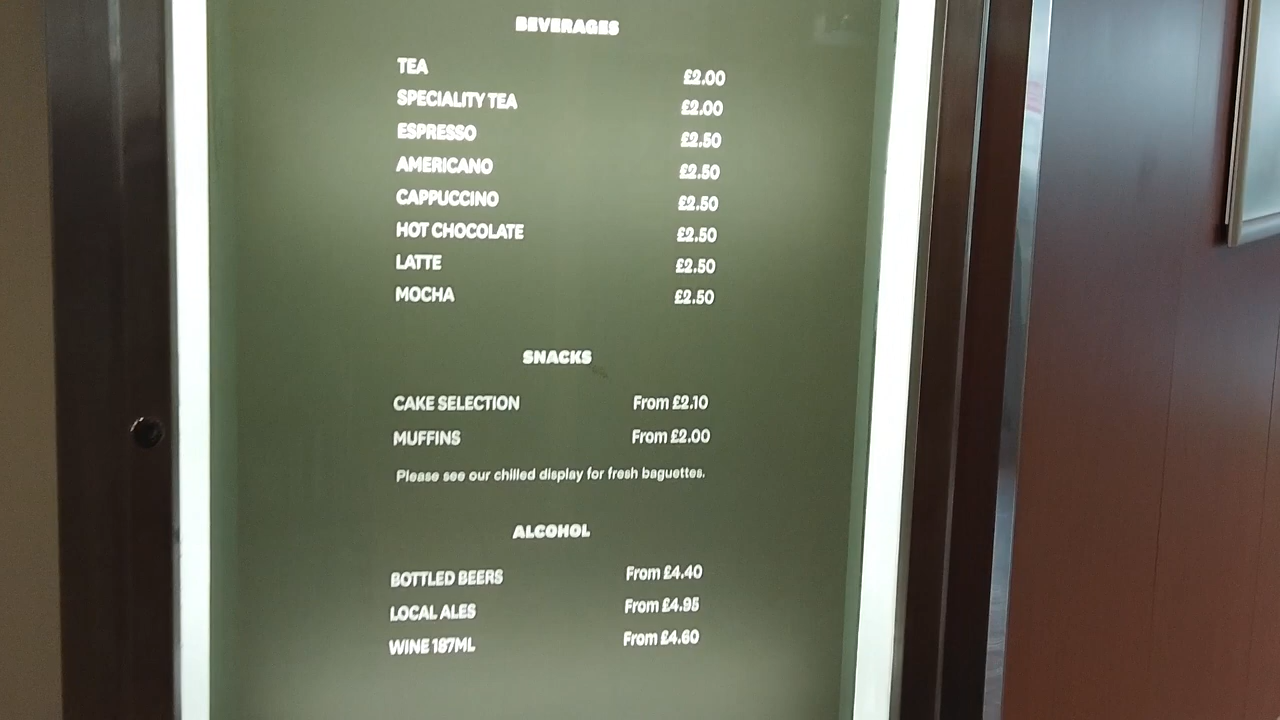 BEVERAGES
TEA £2.00
SPECIALITY TEA £2.00
ESPRESSO £2.50
AMERICANO £2.50
CAPPUCCINO £2.50
HOT CHOCOLATE £2.50
LATTE £2.50
MOCHA £2.50
SNACKS
CAKE SELECTION From £2.10
MUFFINS From £2.00
Please see our chilled display for fresh baguettes.
ALCOHOL
BOTTLED BEERS From £4.40
LOCAL ALES From £4.95
WINE 187ML From £4.60